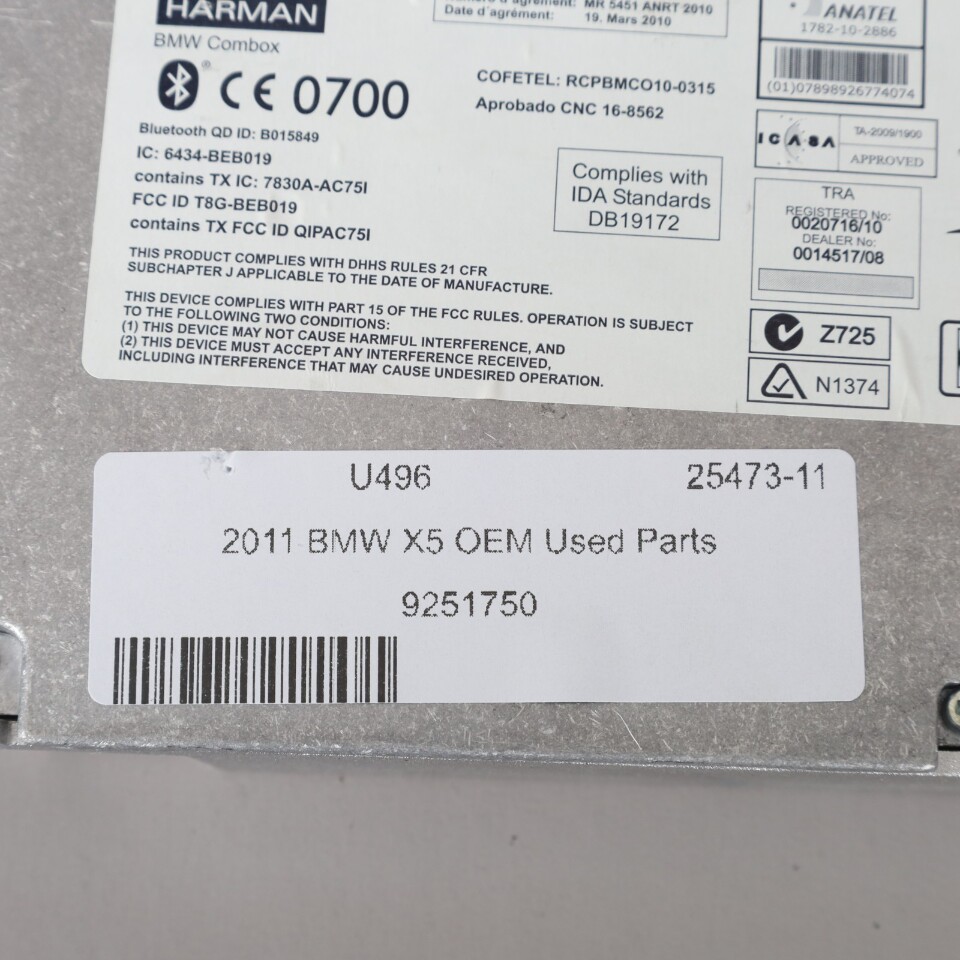 HARMAN
BMW Combox
CE 0700
Bluetooth QD ID: B015849
IC: 6434-BEB019
contains TX IC: 7830A-AC75I
FCC ID T8G-BEB019
contains TX FCC ID QIPAC75I
THIS PRODUCT COMPLIES WITH DHHS RULES 21 CFR
SUBCHAPTER J APPLICABLE TO THE DATE OF MANUFACTURE.
THIS DEVICE COMPLIES WITH PART 15 OF THE FCC RULES. OPERATION IS SUBJECT
TO THE FOLLOWING TWO CONDITIONS:
(1) THIS DEVICE MAY NOT CAUSE HARMFUL INTERFERENCE, AND
(2) THIS DEVICE MUST ACCEPT ANY INTERFERENCE RECEIVED,
INCLUDING INTERFERENCE THAT MAY CAUSE UNDESIRED OPERATION.
d'agrément: MR 5451 ANRT 2010
Date d'agrément: 19. Mars 2010
COFETEL: RCPBMCO10-0315
Aprobado CNC 16-8562
Complies with
IDA Standards
DB19172
ANATEL
1782-10-2886
(01)07898926774074
ICASA
TA-2009/1900
APPROVED
TRA
REGISTERED No:
0020716/10
DEALER No:
0014517/08
Z725
N1374
U496 25473-11
2011 BMW X5 OEM Used Parts
9251750